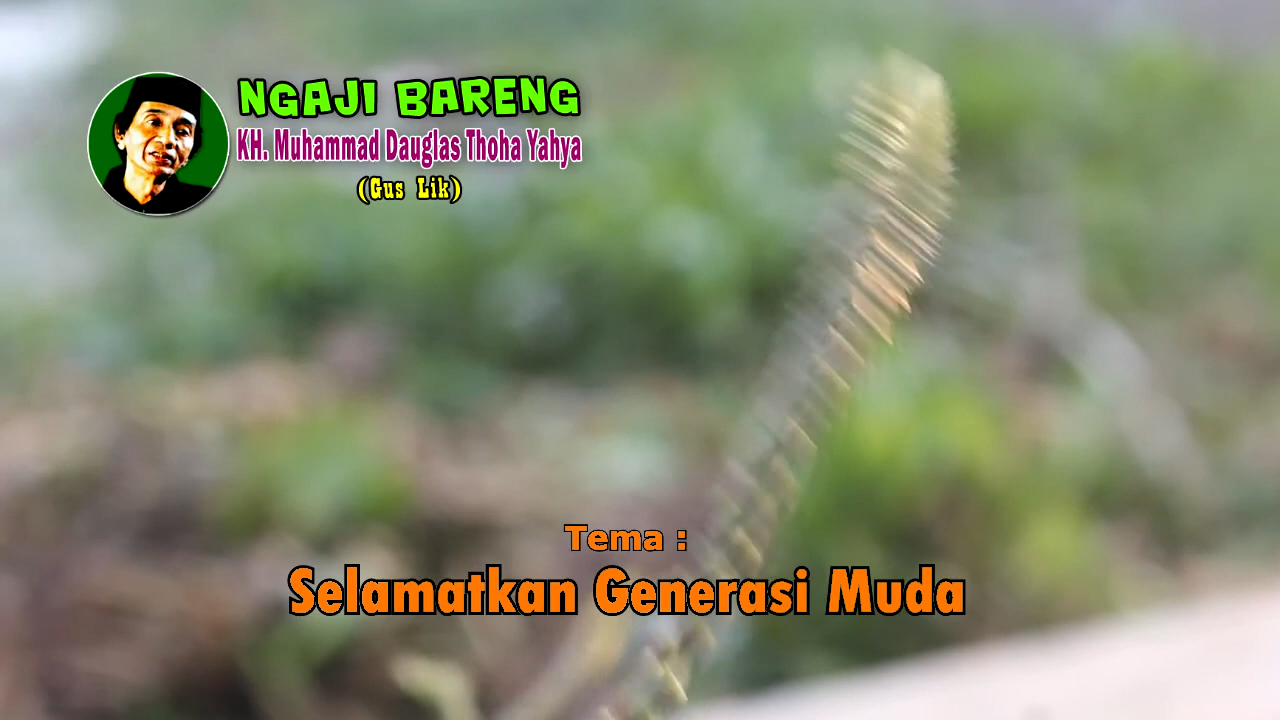 NGAJI BARENG
KH. Muhammad Dauglas Thoha Yahya
(Gus Lik)
Tema :
Selamatkan Generasi Muda